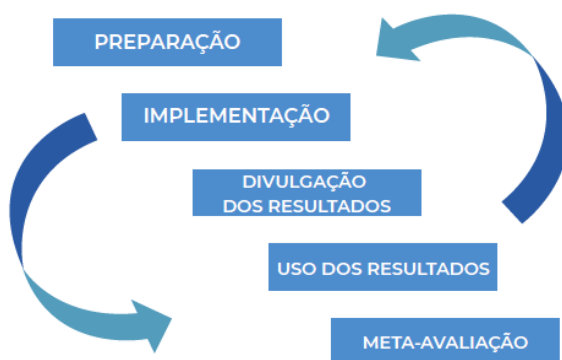 PREPARAÇÃO
IMPLEMENTAÇÃO
DIVULGAÇÃO
DOS RESULTADOS
USO DOS RESULTADOS
META-AVALIAÇÃO